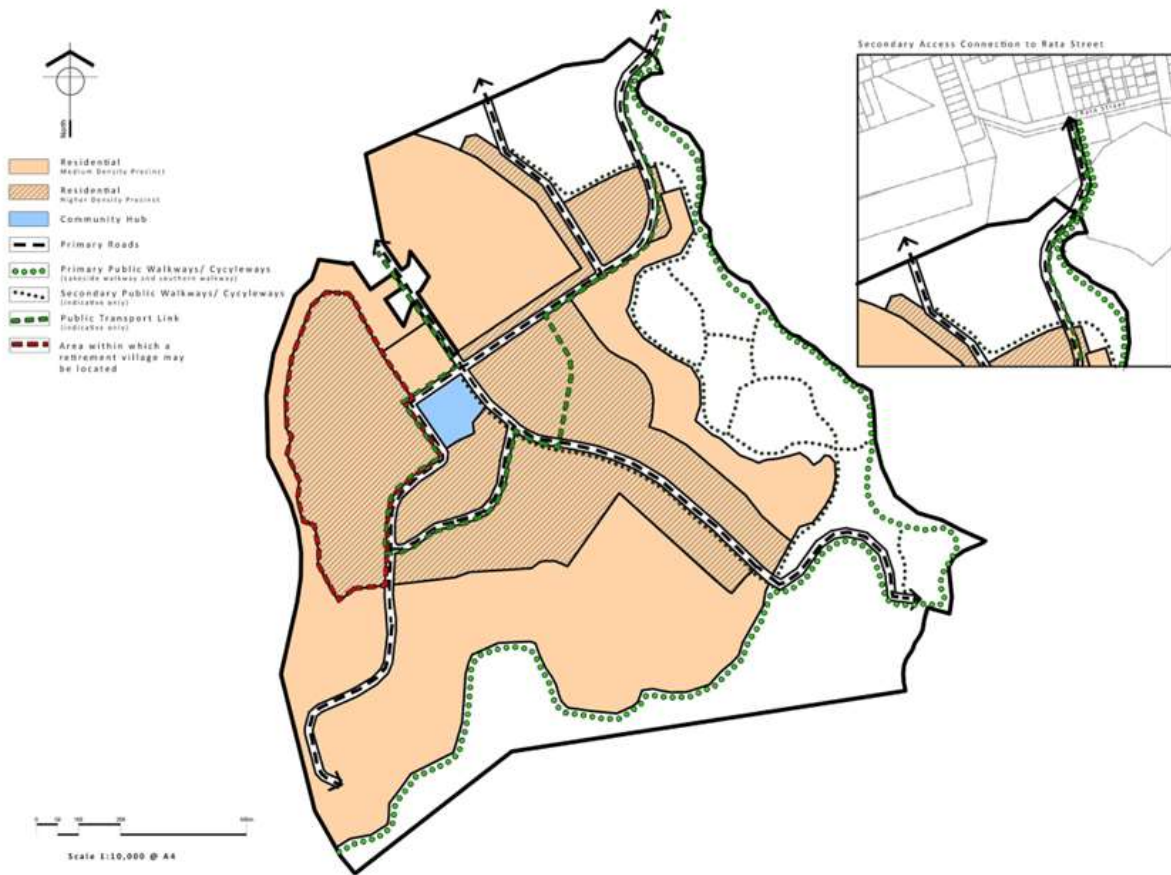 Secondary Access Connection to Rata Street
Rata Street
North
Residential
Medium Density Precinct
Residential
Higher Density Precinct
Community Hub
Primary Roads
Primary Public Walkways/ Cycyleways
(Lakeside walkway and southern walkway)
Secondary Public Walkways/ Cycyleways
(indicative only)
Public Transport Link
(indicative only)
Area within which a
retirement village may
be located
Scale 1:10,000 @ A4